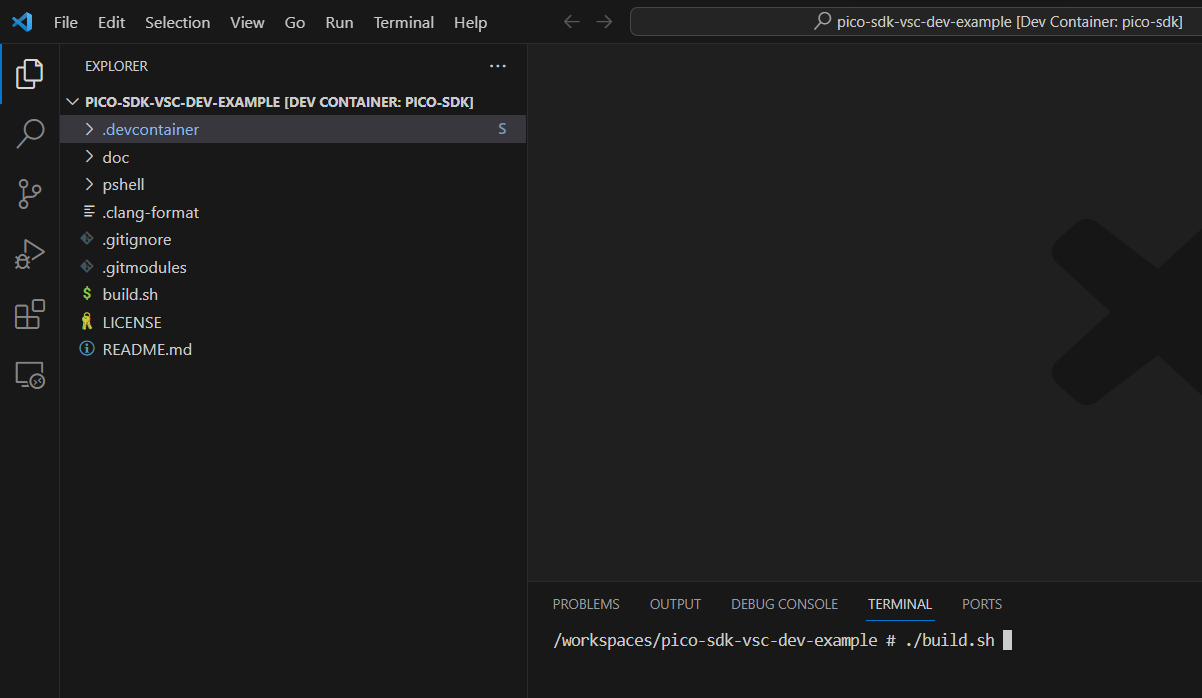 File Edit Selection View Go Run Terminal Help
pico-sdk-vsc-dev-example [Dev Container: pico-sdk]
EXPLORER
PICO-SDK-VSC-DEV-EXAMPLE [DEV CONTAINER: PICO-SDK]
.devcontainer S
doc
pshell
.clang-format
.gitignore
.gitmodules
$ build.sh
LICENSE
README.md
PROBLEMS OUTPUT DEBUG CONSOLE TERMINAL PORTS
/workspaces/pico-sdk-vsc-dev-example # ./build.sh